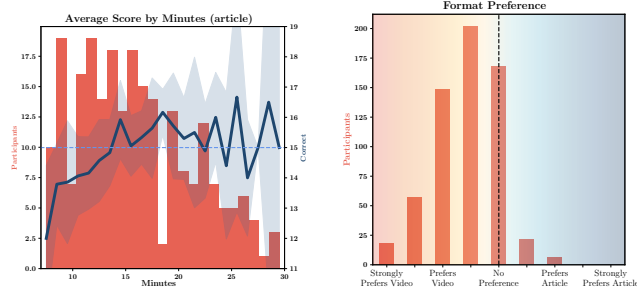 Average Score by Minutes (article)
Participants
17.5
15.0
12.5
10.0
7.5
5.0
2.5
0.0
10
15
20
25
30
Minutes
19
18
17
16
15
14
13
12
11
Correct
Format Preference
Participants
200
175
150
125
100
75
50
25
0
Strongly
Prefers Video
Prefers
Video
No
Preference
Prefers
Article
Strongly
Prefers Article